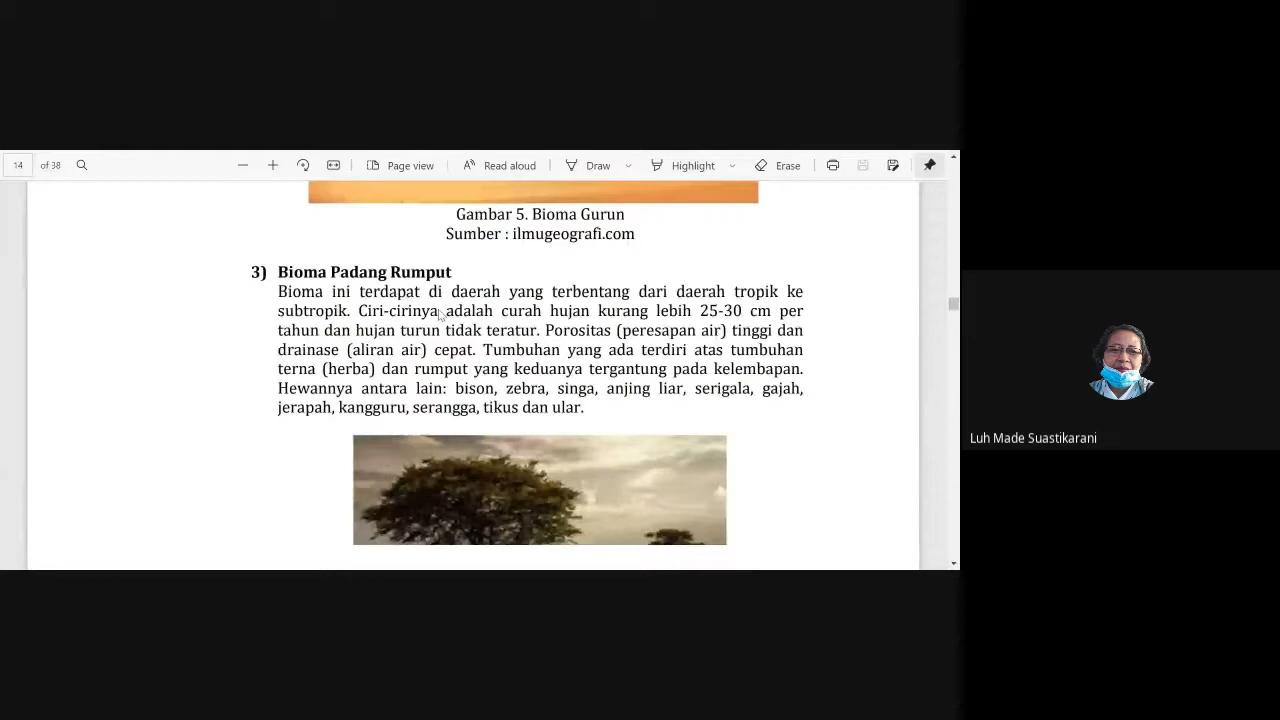 14 of 38 Page view Read aloud Draw Highlight Erase
Gambar 5. Bioma Gurun
Sumber : ilmugeografi.com
3) Bioma Padang Rumput
Bioma ini terdapat di daerah yang terbentang dari daerah tropik ke
subtropik. Ciri-cirinya adalah curah hujan kurang lebih 25-30 cm per
tahun dan hujan turun tidak teratur. Porositas (peresapan air) tinggi dan
drainase (aliran air) cepat. Tumbuhan yang ada terdiri atas tumbuhan
terna (herba) dan rumput yang keduanya tergantung pada kelembapan.
Hewannya antara lain: bison, zebra, singa, anjing liar, serigala, gajah,
jerapah, kangguru, serangga, tikus dan ular.
Luh Made Suastikarani